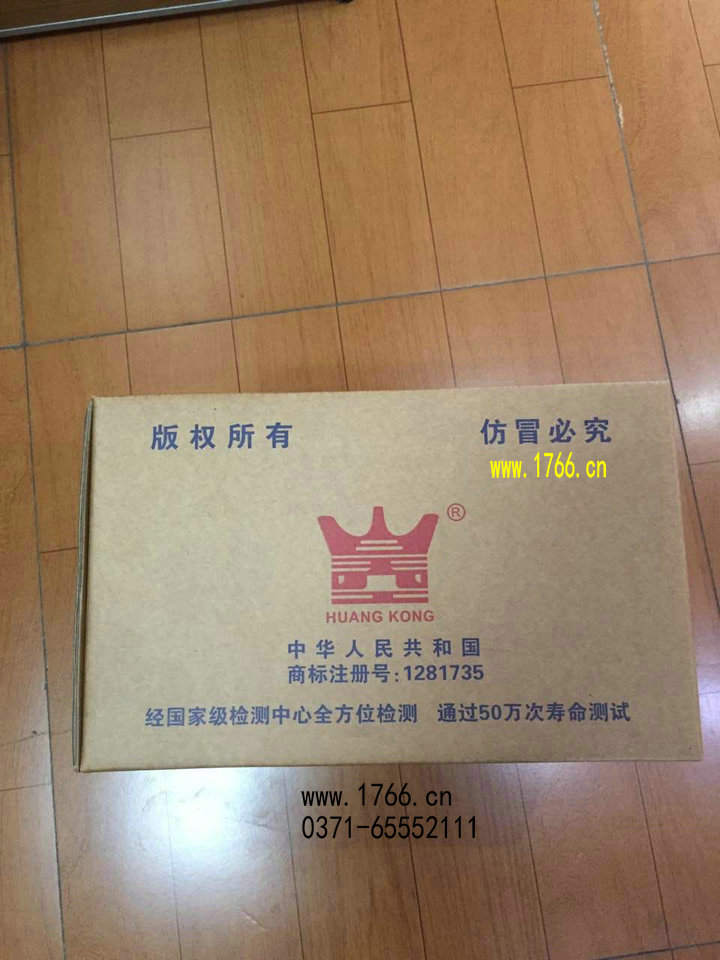 版权所有 仿冒必究
www.1766.cn
®
HUANG KONG
中华人民共和国
商标注册号:1281735
经国家级检测中心全方位检测 通过50万次寿命测试
www.1766.cn
0371-65552111